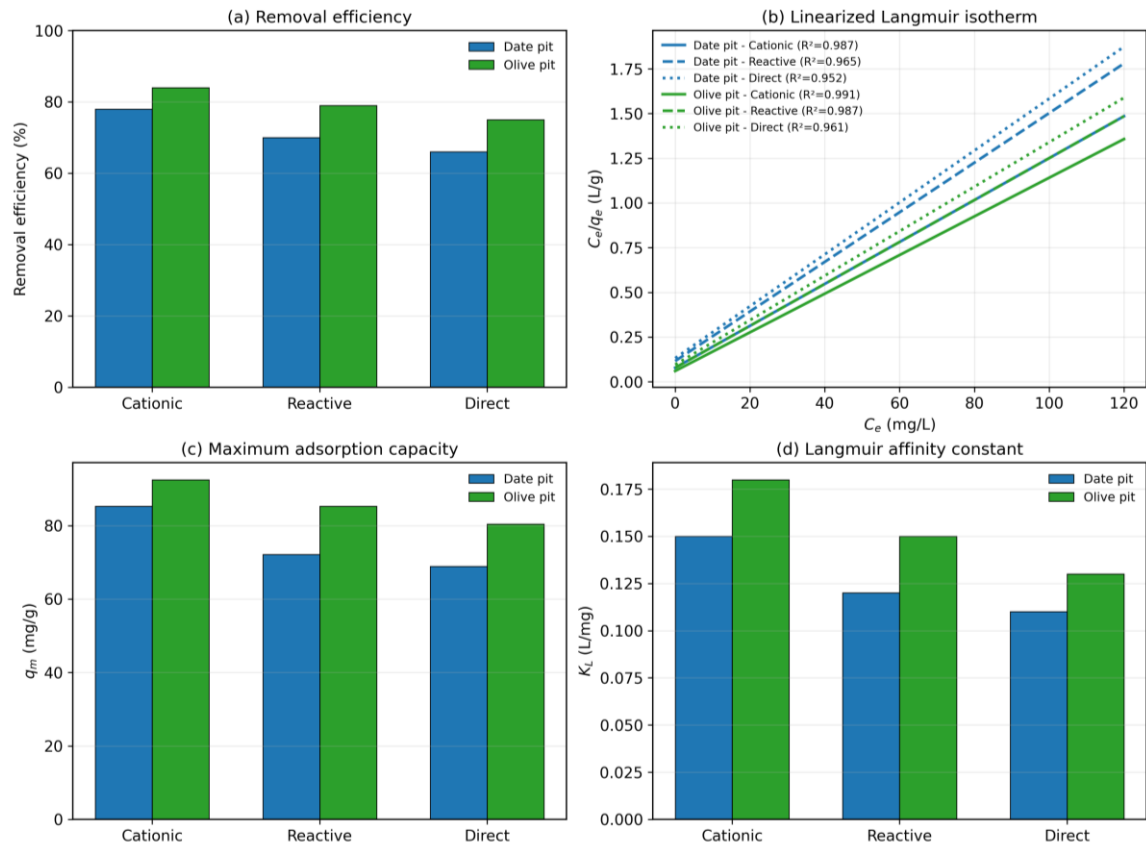 (a) Removal efficiency
Removal efficiency (%)
100
80
60
40
20
0
Date pit
Olive pit
Cationic
Reactive
Direct
(b) Linearized Langmuir isotherm
C_e/q_e (L/g)
1.75
1.50
1.25
1.00
0.75
0.50
0.25
0.00
Date pit - Cationic (R²=0.987)
Date pit - Reactive (R²=0.965)
Date pit - Direct (R²=0.952)
Olive pit - Cationic (R²=0.991)
Olive pit - Reactive (R²=0.987)
Olive pit - Direct (R²=0.961)
0
20
40
60
80
100
120
C_e (mg/L)
(c) Maximum adsorption capacity
q_m (mg/g)
80
60
40
20
0
Date pit
Olive pit
Cationic
Reactive
Direct
(d) Langmuir affinity constant
K_L (L/mg)
0.175
0.150
0.125
0.100
0.075
0.050
0.025
0.000
Date pit
Olive pit
Cationic
Reactive
Direct